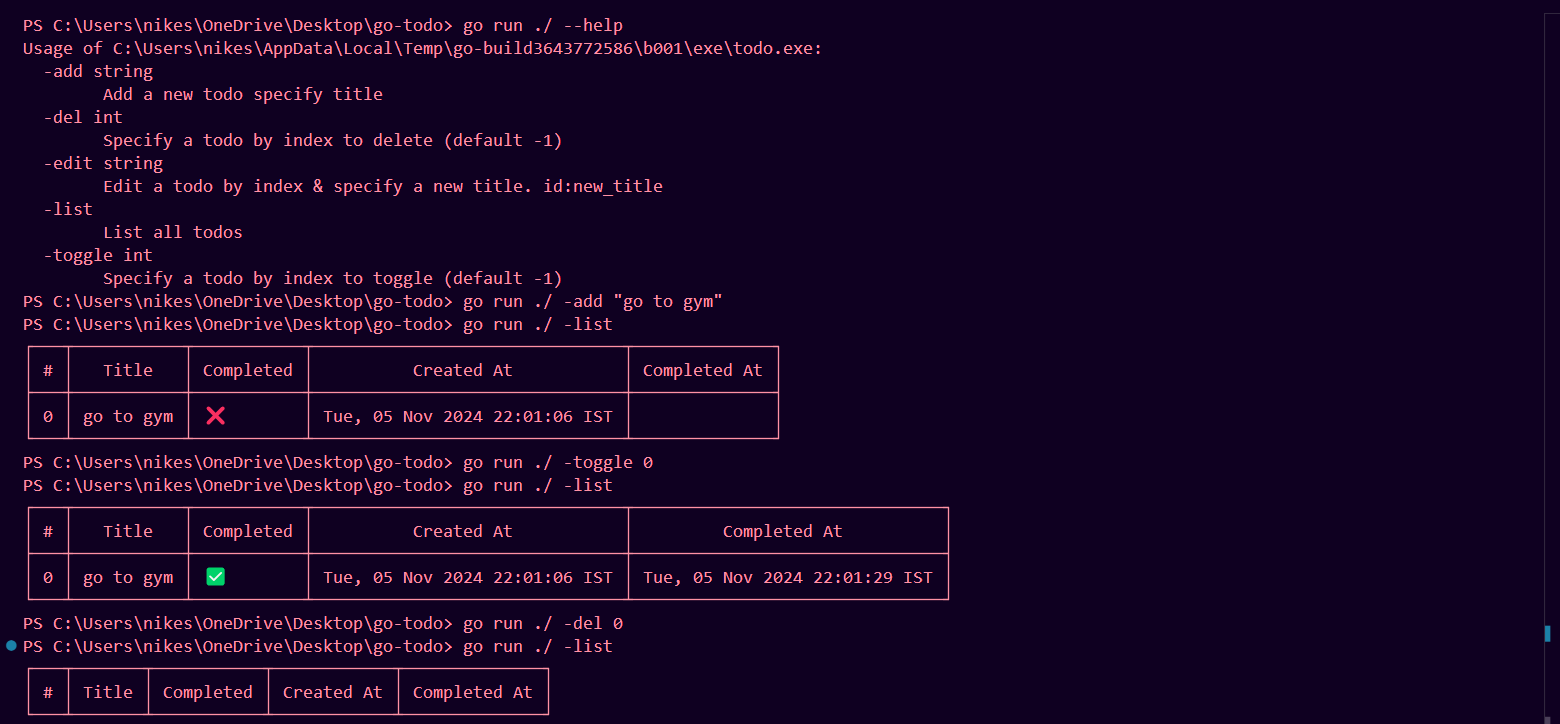 PS C:\Users\nikes\OneDrive\Desktop\go-todo> go run ./ --help
Usage of C:\Users\nikes\AppData\Local\Temp\go-build3643772586\b001\exe\todo.exe:
  -add string
        Add a new todo specify title
  -del int
        Specify a todo by index to delete (default -1)
  -edit string
        Edit a todo by index & specify a new title. id:new_title
  -list
        List all todos
  -toggle int
        Specify a todo by index to toggle (default -1)
PS C:\Users\nikes\OneDrive\Desktop\go-todo> go run ./ -add "go to gym"
PS C:\Users\nikes\OneDrive\Desktop\go-todo> go run ./ -list
# Title Completed Created At Completed At
0 go to gym ❌ Tue, 05 Nov 2024 22:01:06 IST
PS C:\Users\nikes\OneDrive\Desktop\go-todo> go run ./ -toggle 0
PS C:\Users\nikes\OneDrive\Desktop\go-todo> go run ./ -list
# Title Completed Created At Completed At
0 go to gym ✅ Tue, 05 Nov 2024 22:01:06 IST Tue, 05 Nov 2024 22:01:29 IST
PS C:\Users\nikes\OneDrive\Desktop\go-todo> go run ./ -del 0
PS C:\Users\nikes\OneDrive\Desktop\go-todo> go run ./ -list
# Title Completed Created At Completed At